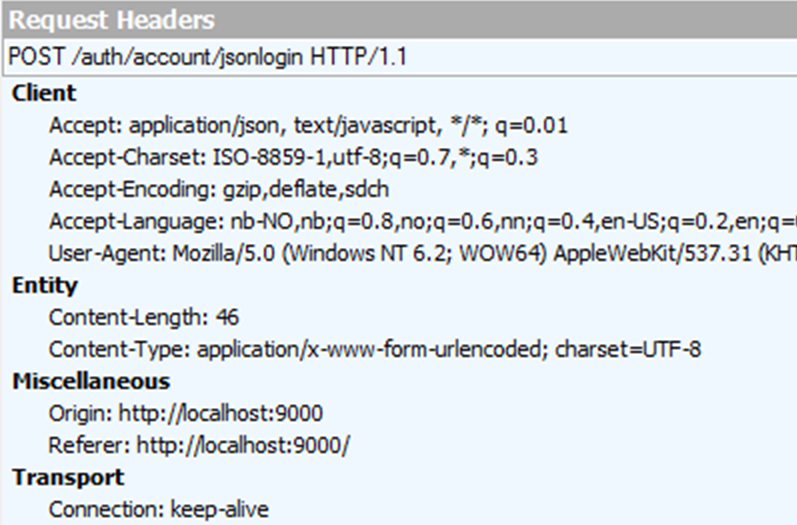 Request Headers
POST /auth/account/jsonlogin HTTP/1.1
Client
Accept: application/json, text/javascript, */*; q=0.01
Accept-Charset: ISO-8859-1,utf-8;q=0.7,*;q=0.3
Accept-Encoding: gzip,deflate,sdch
Accept-Language: nb-NO,nb;q=0.8,no;q=0.6,nn;q=0.4,en-US;q=0.2,en;q=
User-Agent: Mozilla/5.0 (Windows NT 6.2; WOW64) AppleWebKit/537.31 (KHT
Entity
Content-Length: 46
Content-Type: application/x-www-form-urlencoded; charset=UTF-8
Miscellaneous
Origin: http://localhost:9000
Referer: http://localhost:9000/
Transport
Connection: keep-alive